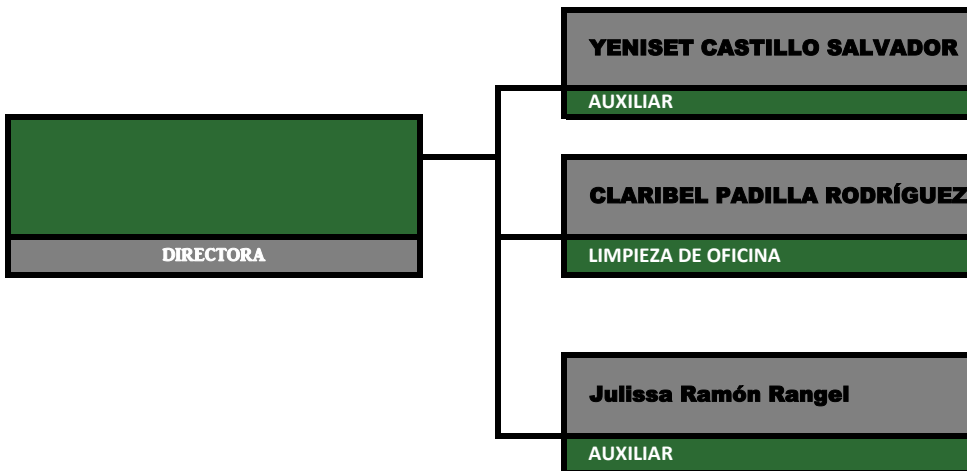 YENISET CASTILLO SALVADOR
AUXILIAR
DIRECTORA
CLARIBEL PADILLA RODRÍGUEZ
LIMPIEZA DE OFICINA
Julissa Ramón Rangel
AUXILIAR